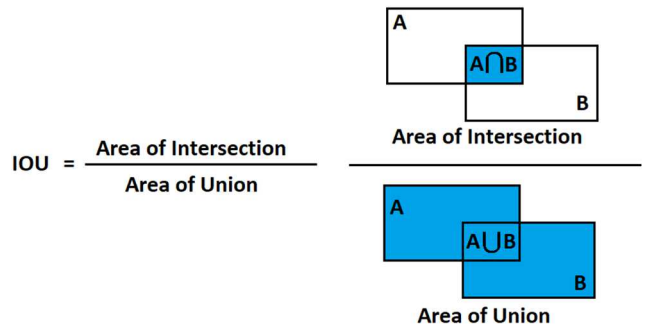 IOU = Area of Intersection
Area of Union
A
A⋂B
B
Area of Intersection
A
A⋃B
B
Area of Union